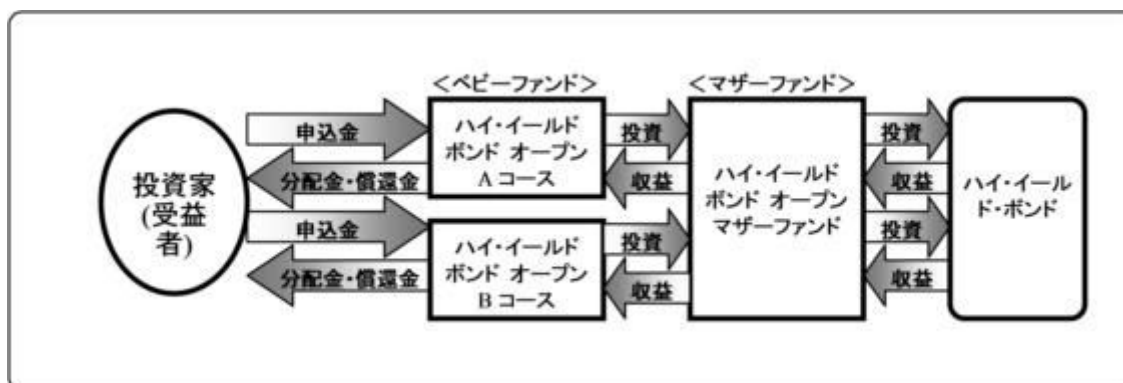 <ベビーファンド>
<マザーファンド>
申込金
ハイ・イールド
ボンド オープン
A コース
投資
投資
分配金・償還金
収益
収益
投資家
(受益
者)
ハイ・イールド
ボンド オープン
マザーファンド
ハイ・イール
ド・ボンド
申込金
ハイ・イールド
ボンド オープン
B コース
投資
投資
分配金・償還金
収益
収益